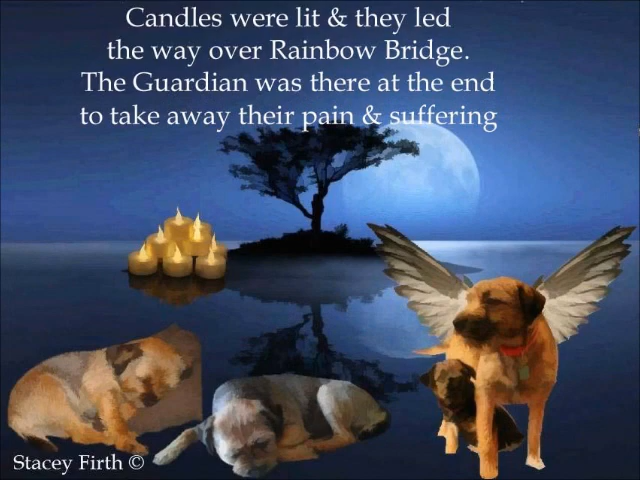 Candles were lit & they led
the way over Rainbow Bridge.
The Guardian was there at the end
to take away their pain & suffering
Stacey Firth ©